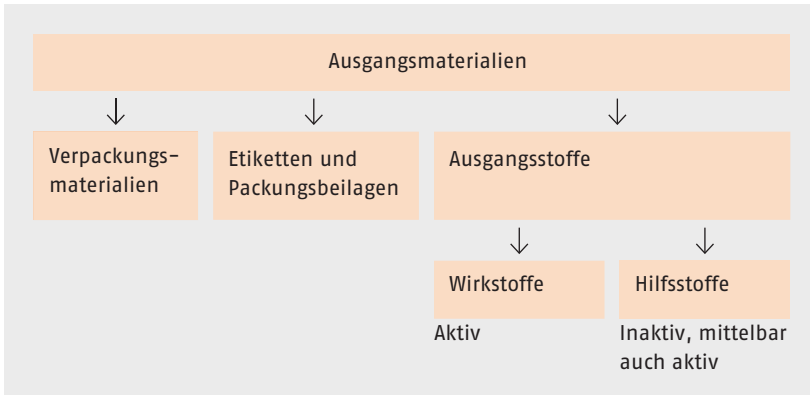 Ausgangsmaterialien
Verpackungs-
materialien
Etiketten und
Packungsbeilagen
Ausgangsstoffe
Wirkstoffe
Hilfsstoffe
Aktiv
Inaktiv, mittelbar
auch aktiv